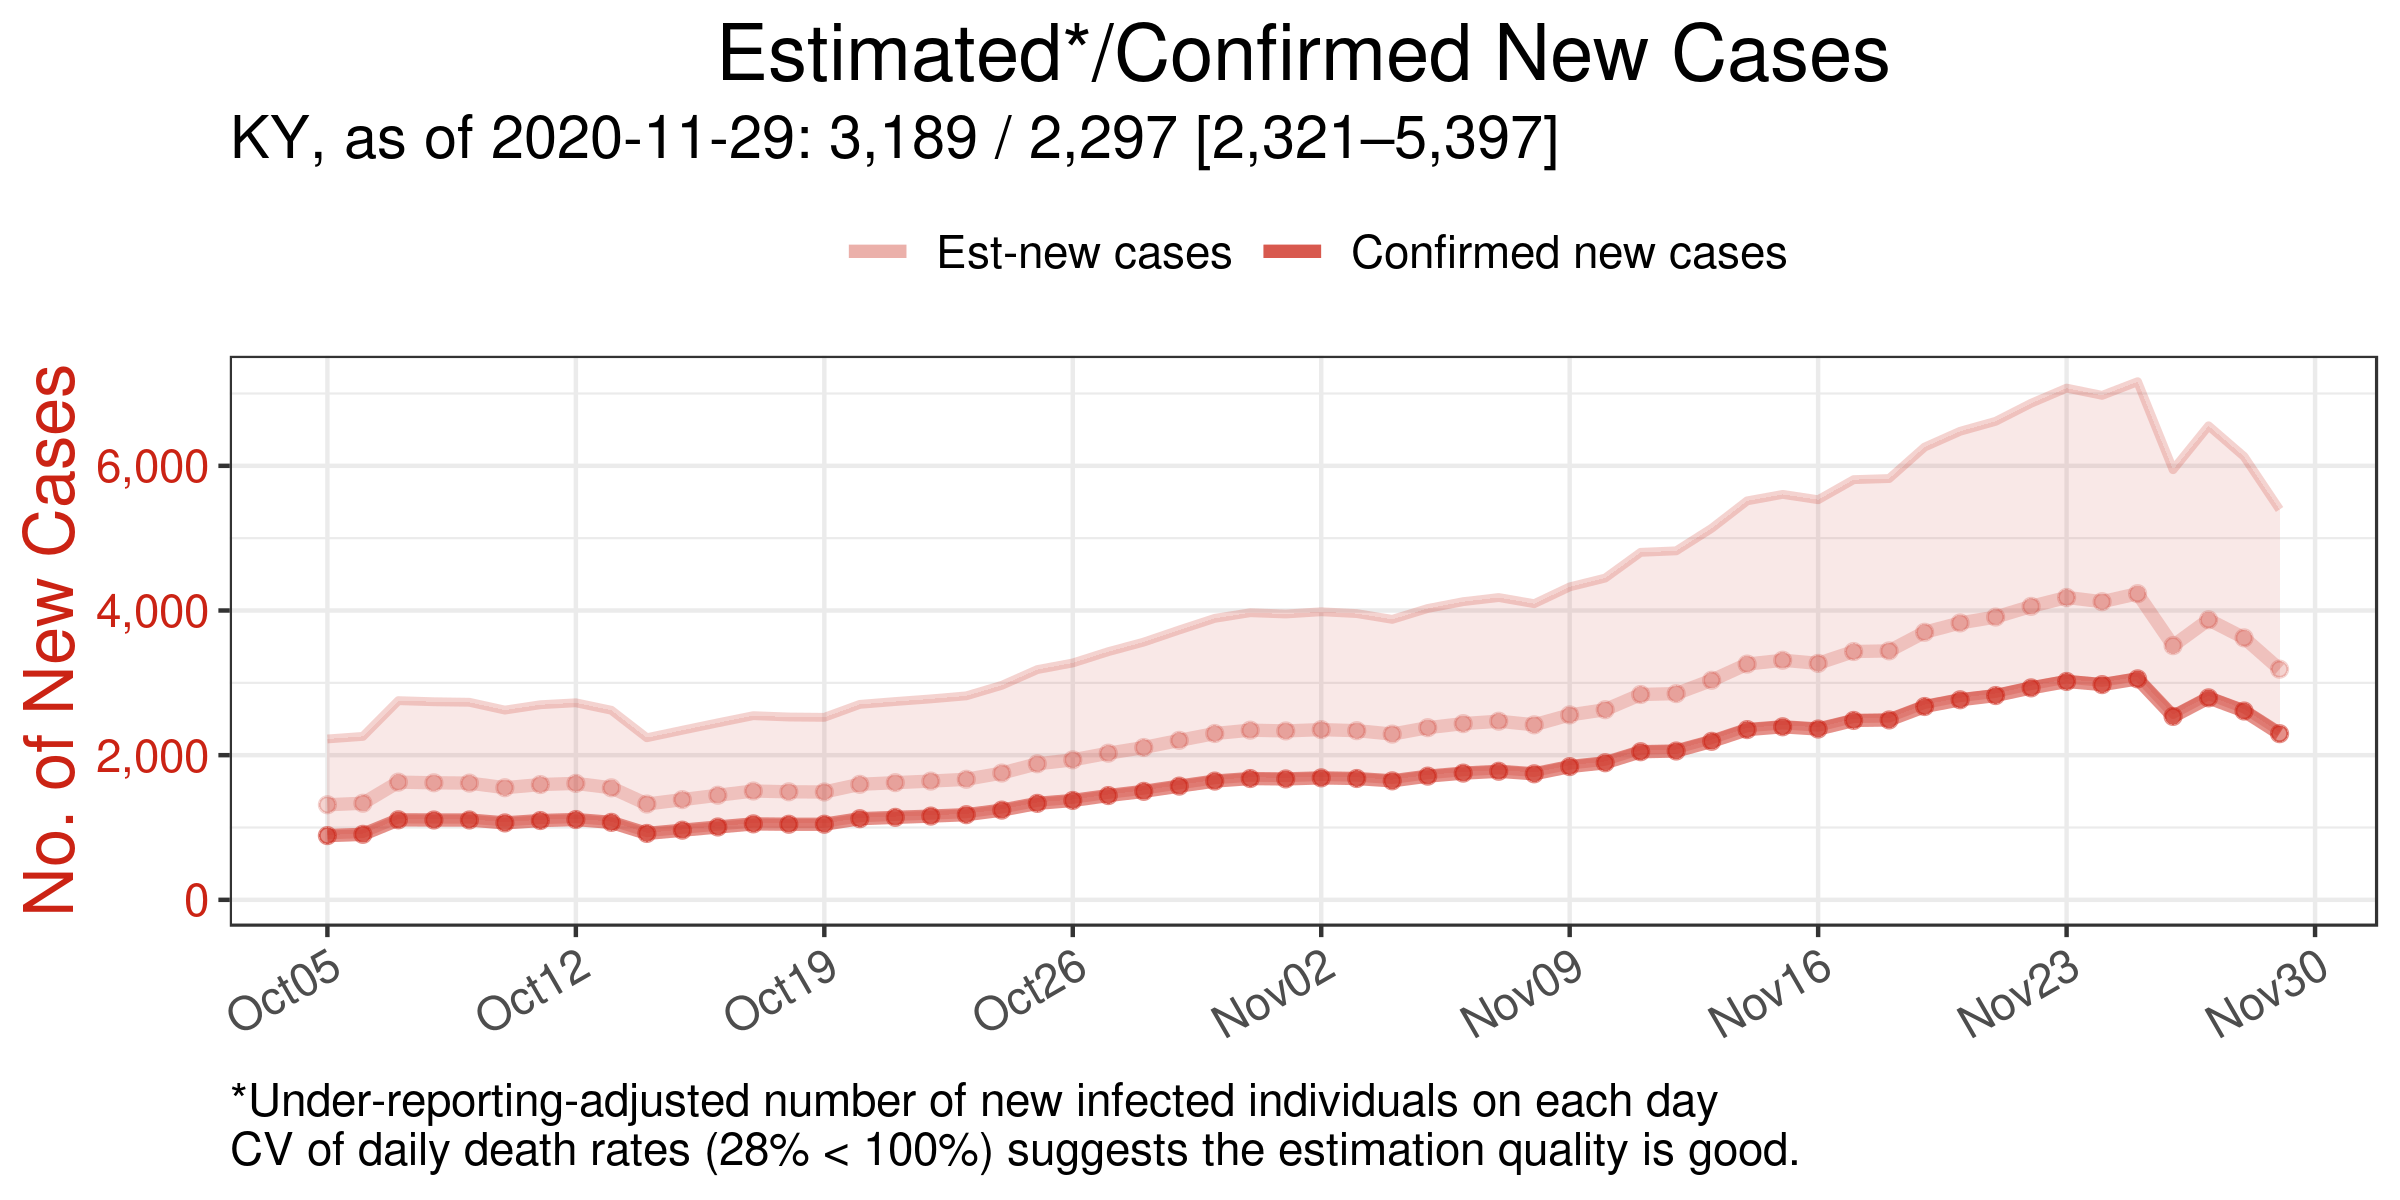 Estimated*/Confirmed New Cases
KY, as of 2020-11-29: 3,189 / 2,297 [2,321–5,397]
Est-new cases
Confirmed new cases
No. of New Cases
6,000
4,000
2,000
0
Oct05
Oct12
Oct19
Oct26
Nov02
Nov09
Nov16
Nov23
Nov30
*Under-reporting-adjusted number of new infected individuals on each day
CV of daily death rates (28% < 100%) suggests the estimation quality is good.